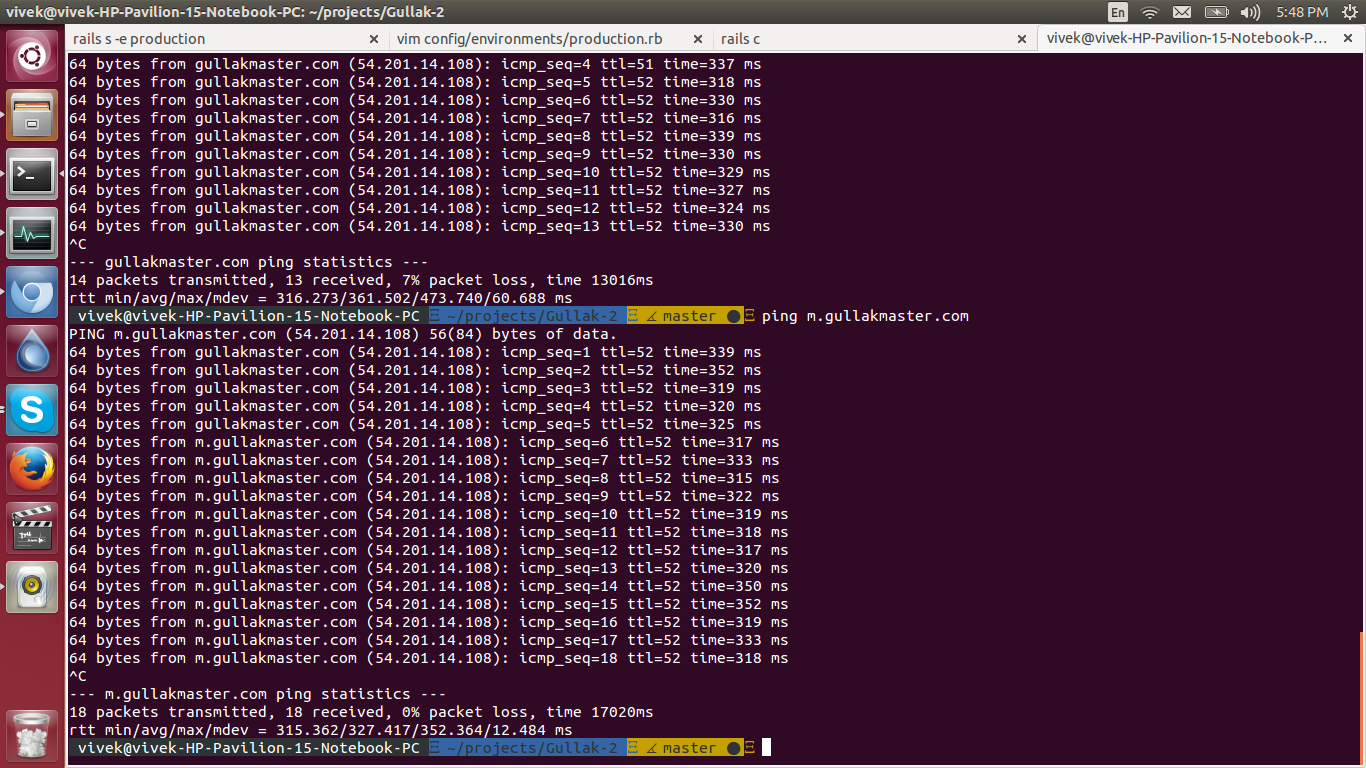 vivek@vivek-HP-Pavilion-15-Notebook-PC: ~/projects/Gullak-2
En
5:48 PM
rails s -e production
vim config/environments/production.rb
rails c
vivek@vivek-HP-Pavilion-15-Notebook-P...
64 bytes from gullakmaster.com (54.201.14.108): icmp_seq=4 ttl=51 time=337 ms
64 bytes from gullakmaster.com (54.201.14.108): icmp_seq=5 ttl=52 time=318 ms
64 bytes from gullakmaster.com (54.201.14.108): icmp_seq=6 ttl=52 time=330 ms
64 bytes from gullakmaster.com (54.201.14.108): icmp_seq=7 ttl=52 time=316 ms
64 bytes from gullakmaster.com (54.201.14.108): icmp_seq=8 ttl=52 time=339 ms
64 bytes from gullakmaster.com (54.201.14.108): icmp_seq=9 ttl=52 time=330 ms
64 bytes from gullakmaster.com (54.201.14.108): icmp_seq=10 ttl=52 time=329 ms
64 bytes from gullakmaster.com (54.201.14.108): icmp_seq=11 ttl=52 time=327 ms
64 bytes from gullakmaster.com (54.201.14.108): icmp_seq=12 ttl=52 time=324 ms
64 bytes from gullakmaster.com (54.201.14.108): icmp_seq=13 ttl=52 time=330 ms
^C
--- gullakmaster.com ping statistics ---
14 packets transmitted, 13 received, 7% packet loss, time 13016ms
rtt min/avg/max/mdev = 316.273/361.502/473.740/60.688 ms
vivek@vivek-HP-Pavilion-15-Notebook-PC ~/projects/Gullak-2 ∡ master ● ping m.gullakmaster.com
PING m.gullakmaster.com (54.201.14.108) 56(84) bytes of data.
64 bytes from gullakmaster.com (54.201.14.108): icmp_seq=1 ttl=52 time=339 ms
64 bytes from gullakmaster.com (54.201.14.108): icmp_seq=2 ttl=52 time=352 ms
64 bytes from gullakmaster.com (54.201.14.108): icmp_seq=3 ttl=52 time=319 ms
64 bytes from gullakmaster.com (54.201.14.108): icmp_seq=4 ttl=52 time=320 ms
64 bytes from gullakmaster.com (54.201.14.108): icmp_seq=5 ttl=52 time=325 ms
64 bytes from m.gullakmaster.com (54.201.14.108): icmp_seq=6 ttl=52 time=317 ms
64 bytes from m.gullakmaster.com (54.201.14.108): icmp_seq=7 ttl=52 time=333 ms
64 bytes from m.gullakmaster.com (54.201.14.108): icmp_seq=8 ttl=52 time=315 ms
64 bytes from m.gullakmaster.com (54.201.14.108): icmp_seq=9 ttl=52 time=322 ms
64 bytes from m.gullakmaster.com (54.201.14.108): icmp_seq=10 ttl=52 time=319 ms
64 bytes from m.gullakmaster.com (54.201.14.108): icmp_seq=11 ttl=52 time=318 ms
64 bytes from m.gullakmaster.com (54.201.14.108): icmp_seq=12 ttl=52 time=317 ms
64 bytes from m.gullakmaster.com (54.201.14.108): icmp_seq=13 ttl=52 time=320 ms
64 bytes from m.gullakmaster.com (54.201.14.108): icmp_seq=14 ttl=52 time=350 ms
64 bytes from m.gullakmaster.com (54.201.14.108): icmp_seq=15 ttl=52 time=352 ms
64 bytes from m.gullakmaster.com (54.201.14.108): icmp_seq=16 ttl=52 time=319 ms
64 bytes from m.gullakmaster.com (54.201.14.108): icmp_seq=17 ttl=52 time=333 ms
64 bytes from m.gullakmaster.com (54.201.14.108): icmp_seq=18 ttl=52 time=318 ms
^C
--- m.gullakmaster.com ping statistics ---
18 packets transmitted, 18 received, 0% packet loss, time 17020ms
rtt min/avg/max/mdev = 315.362/327.417/352.364/12.484 ms
vivek@vivek-HP-Pavilion-15-Notebook-PC ~/projects/Gullak-2 ∡ master ●